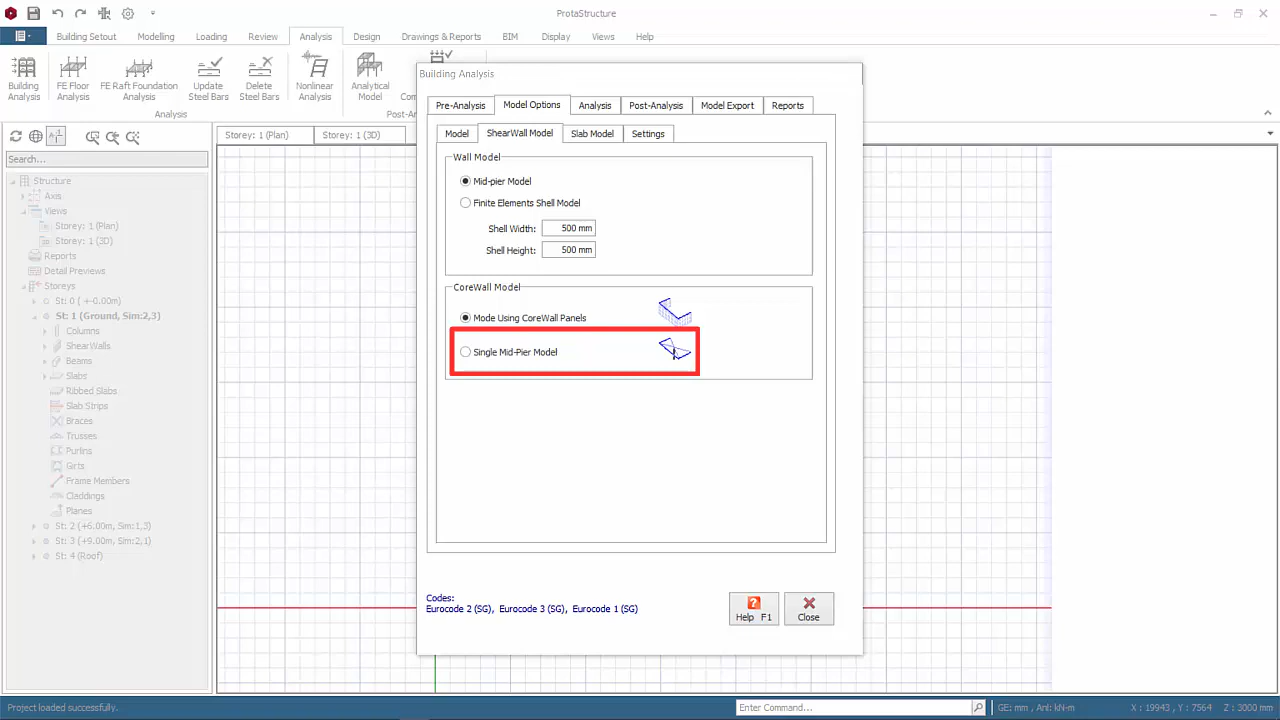 ProtaStructure
Building Setout
Modelling
Loading
Review
Analysis
Design
Drawings & Reports
BIM
Display
Views
Help
Building Analysis
FE Floor Analysis
FE Raft Foundation Analysis
Update Steel Bars
Delete Steel Bars
Nonlinear Analysis
Analytical Model
Com
Analysis
Post-An
Storey: 1 (Plan)
Storey: 1 (3D)
Search...
Structure
Axis
Views
Storey: 1 (Plan)
Storey: 1 (3D)
Reports
Detail Previews
Storeys
St: 0 ( +-0.00m)
St: 1 (Ground, Sim:2,3)
Columns
ShearWalls
Beams
Slabs
Ribbed Slabs
Slab Strips
Braces
Trusses
Purlins
Girts
Frame Members
Claddings
Planes
St: 2 (+6.00m, Sim:1,3)
St: 3 (+9.00m, Sim:2,1)
St: 4 (Roof)
Building Analysis
Pre-Analysis
Model Options
Analysis
Post-Analysis
Model Export
Reports
Model
ShearWall Model
Slab Model
Settings
Wall Model
Mid-pier Model
Finite Elements Shell Model
Shell Width: 500 mm
Shell Height: 500 mm
CoreWall Model
Mode Using CoreWall Panels
Single Mid-Pier Model
Codes:
Eurocode 2 (SG), Eurocode 3 (SG), Eurocode 1 (SG)
Help F1
Close
Project loaded successfully.
Enter Command...
GE: mm , Anl: kN-m
X : 19943 , Y : 7564
Z : 3000 mm